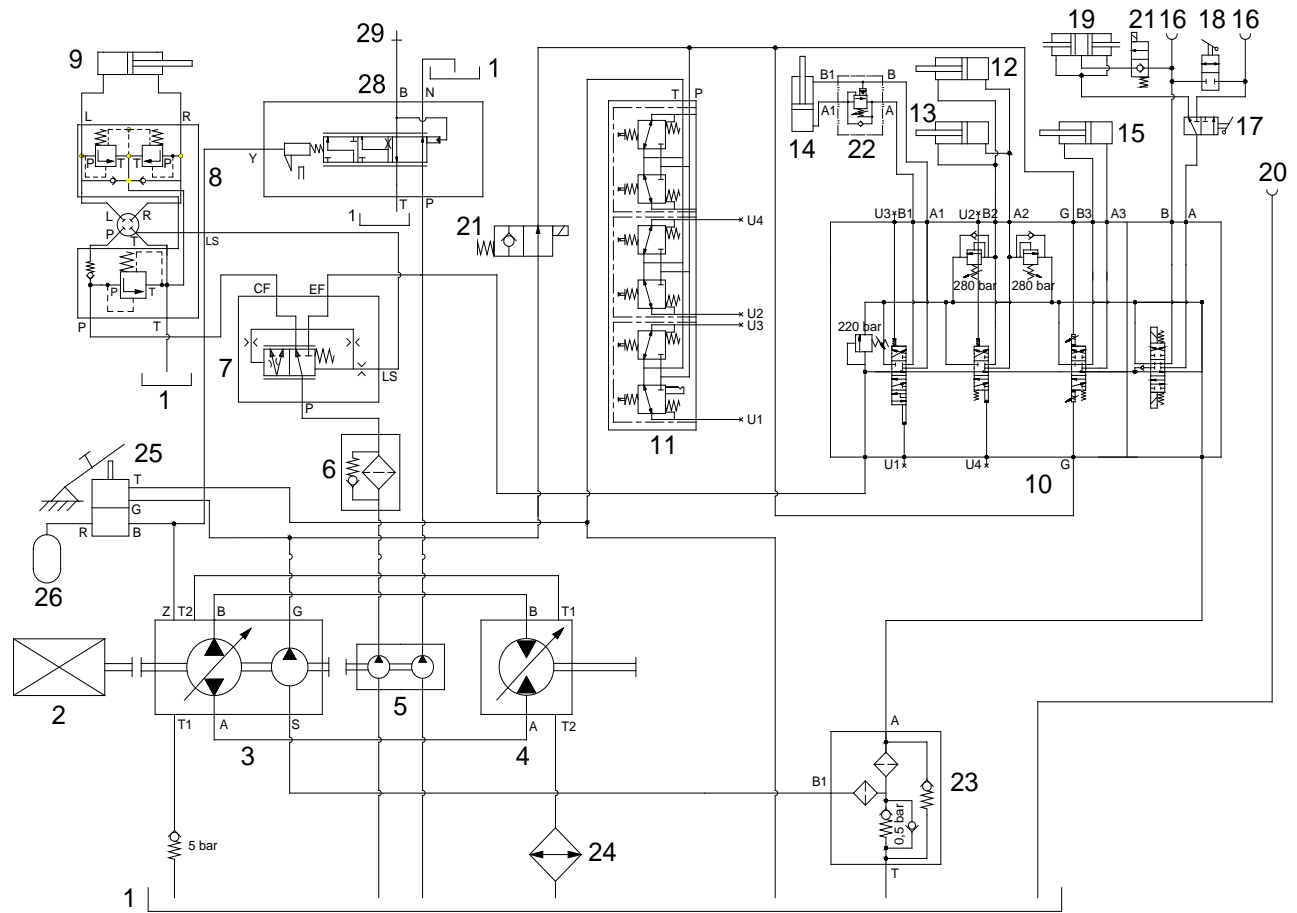 29
1
9
28
B
N
19
21
16
18
16
12
B1
B
A1
A
13
14
22
15
17
20
L
R
P
T
T
P
8
Y
T
P
1
L
R
P
T
LS
P
T
P
T
1
21
T
P
U4
U2
U3
U1
11
CF
EF
7
LS
P
U3
B1
A1
U2
B2
A2
G
B3
A3
B
A
280 bar
280 bar
220 bar
U1
U4
G
10
25
T
G
R
B
26
6
Z
T2
B
G
B
T1
2
T1
A
S
3
5
A
T2
4
A
B1
23
0,5 bar
T
5 bar
24
1